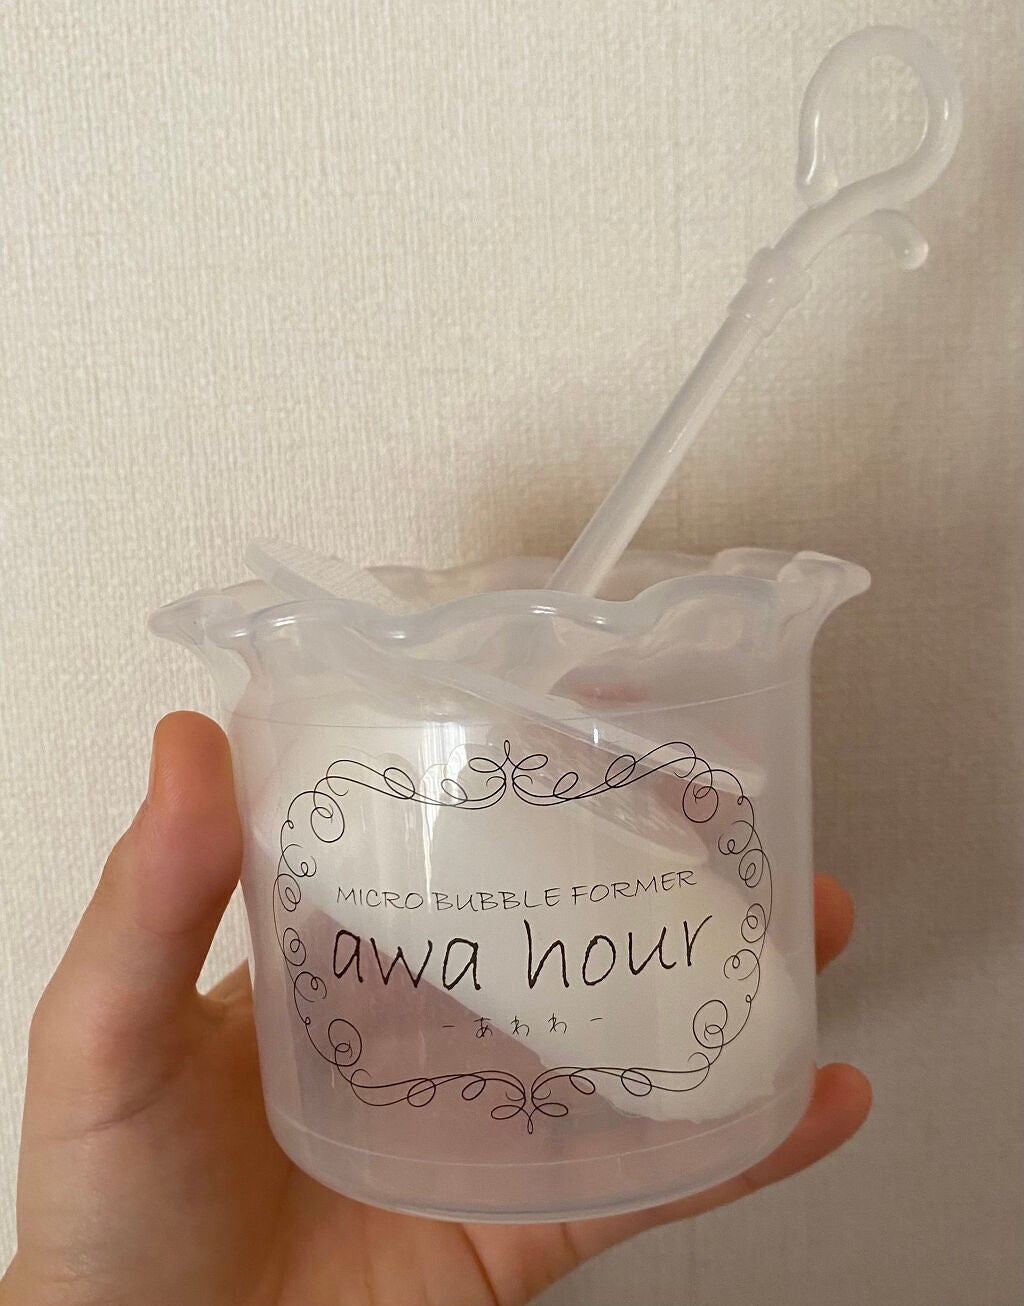 MICRO BUBBLE FORMER
awa hour
- あ わ わ -